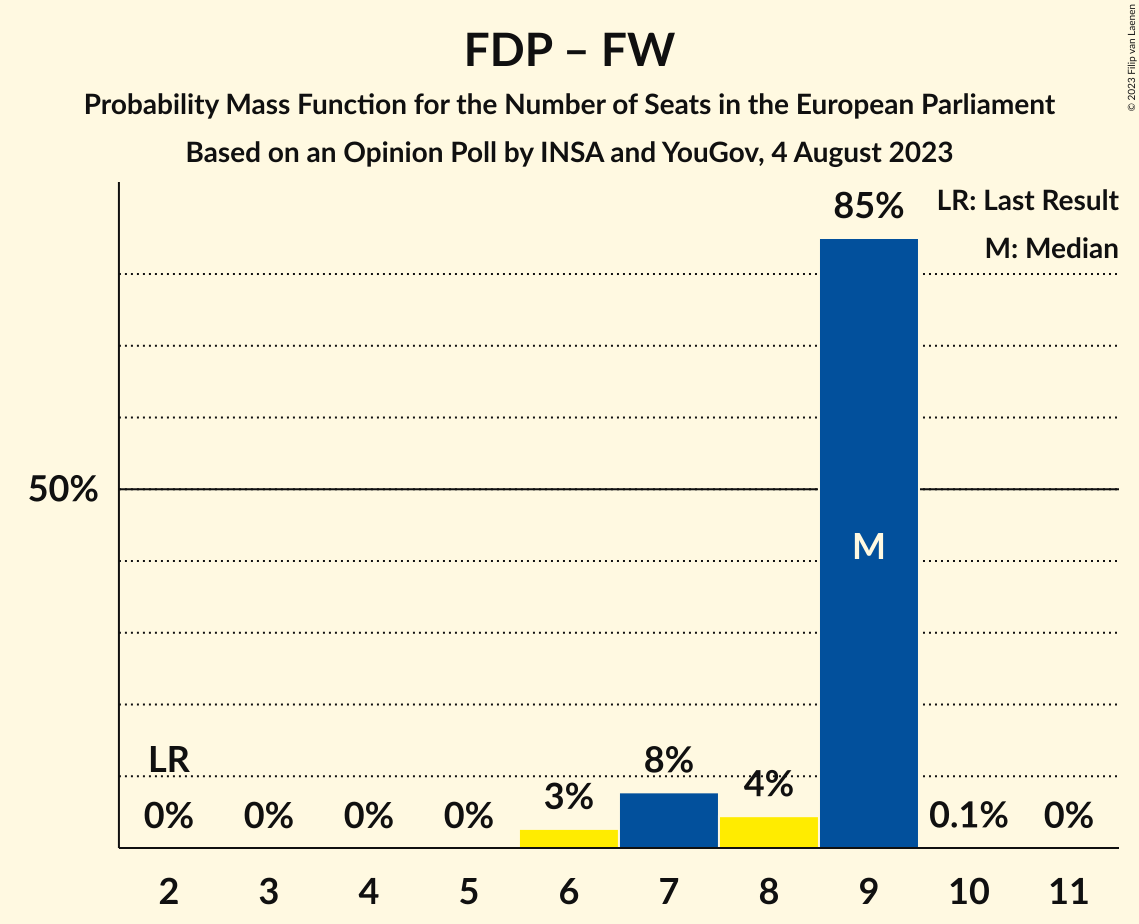 FDP – FW
Probability Mass Function for the Number of Seats in the European Parliament
Based on an Opinion Poll by INSA and YouGov, 4 August 2023
© 2023 Filip van Laenen
LR: Last Result
M: Median
85%
50%
M
LR
8%
4%
3%
0% 0% 0% 0% 0.1% 0%
2 3 4 5 6 7 8 9 10 11